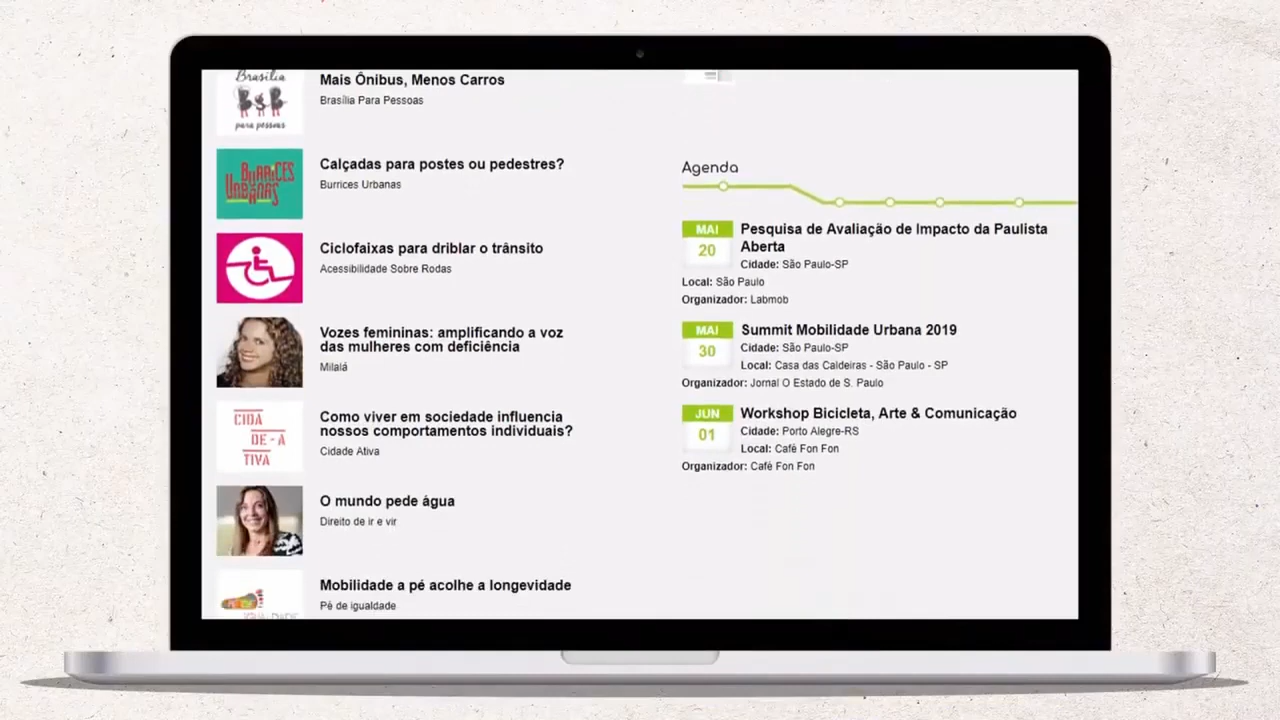 Brasília
BSB
para pessoas
Mais Ônibus, Menos Carros
Brasília Para Pessoas
BURRICES
URBANAS
Calçadas para postes ou pedestres?
Burrices Urbanas
Ciclofaixas para driblar o trânsito
Acessibilidade Sobre Rodas
Vozes femininas: amplificando a voz
das mulheres com deficiência
Milalá
CIDA
DE-A
TIVA
Como viver em sociedade influencia
nossos comportamentos individuais?
Cidade Ativa
O mundo pede água
Direito de ir e vir
Mobilidade a pé acolhe a longevidade
Pé de igualdade
Agenda
MAI
20
Pesquisa de Avaliação de Impacto da Paulista
Aberta
Cidade: São Paulo-SP
Local: São Paulo
Organizador: Labmob
MAI
30
Summit Mobilidade Urbana 2019
Cidade: São Paulo-SP
Local: Casa das Caldeiras - São Paulo - SP
Organizador: Jornal O Estado de S. Paulo
JUN
01
Workshop Bicicleta, Arte & Comunicação
Cidade: Porto Alegre-RS
Local: Café Fon Fon
Organizador: Café Fon Fon